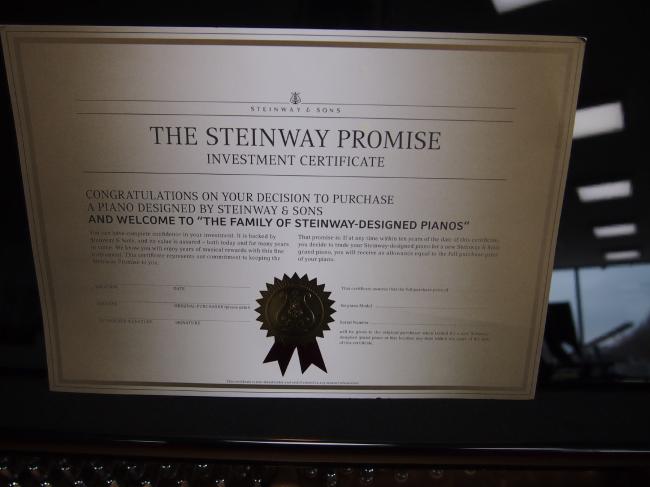 STEINWAY & SONS
THE STEINWAY PROMISE
INVESTMENT CERTIFICATE
CONGRATULATIONS ON YOUR DECISION TO PURCHASE
A PIANO DESIGNED BY STEINWAY & SONS
AND WELCOME TO "THE FAMILY OF STEINWAY-DESIGNED PIANOS"
You can have complete confidence in your investment. It is backed by
Steinway & Sons, and its value is assured – both today and for many years
to come. We know you will enjoy years of musical rewards with this fine
instrument. This certificate represents our commitment to keeping the
Steinway Promise to you.
That promise is: If at any time within ten years of the date of this certificate,
you decide to trade your Steinway-designed piano for a new Steinway & Sons
grand piano, you will receive an allowance equal to the full purchase price
of your piano.
DATE
ORIGINAL PURCHASER (please print)
AUTHORIZED SIGNATURE
SIGNATURE
This certificate assures that the full purchase price of
Serial Number
will be given to the original purchaser when traded for a new Steinway-
designed grand piano at this location any time within ten years of the date
of this certificate.